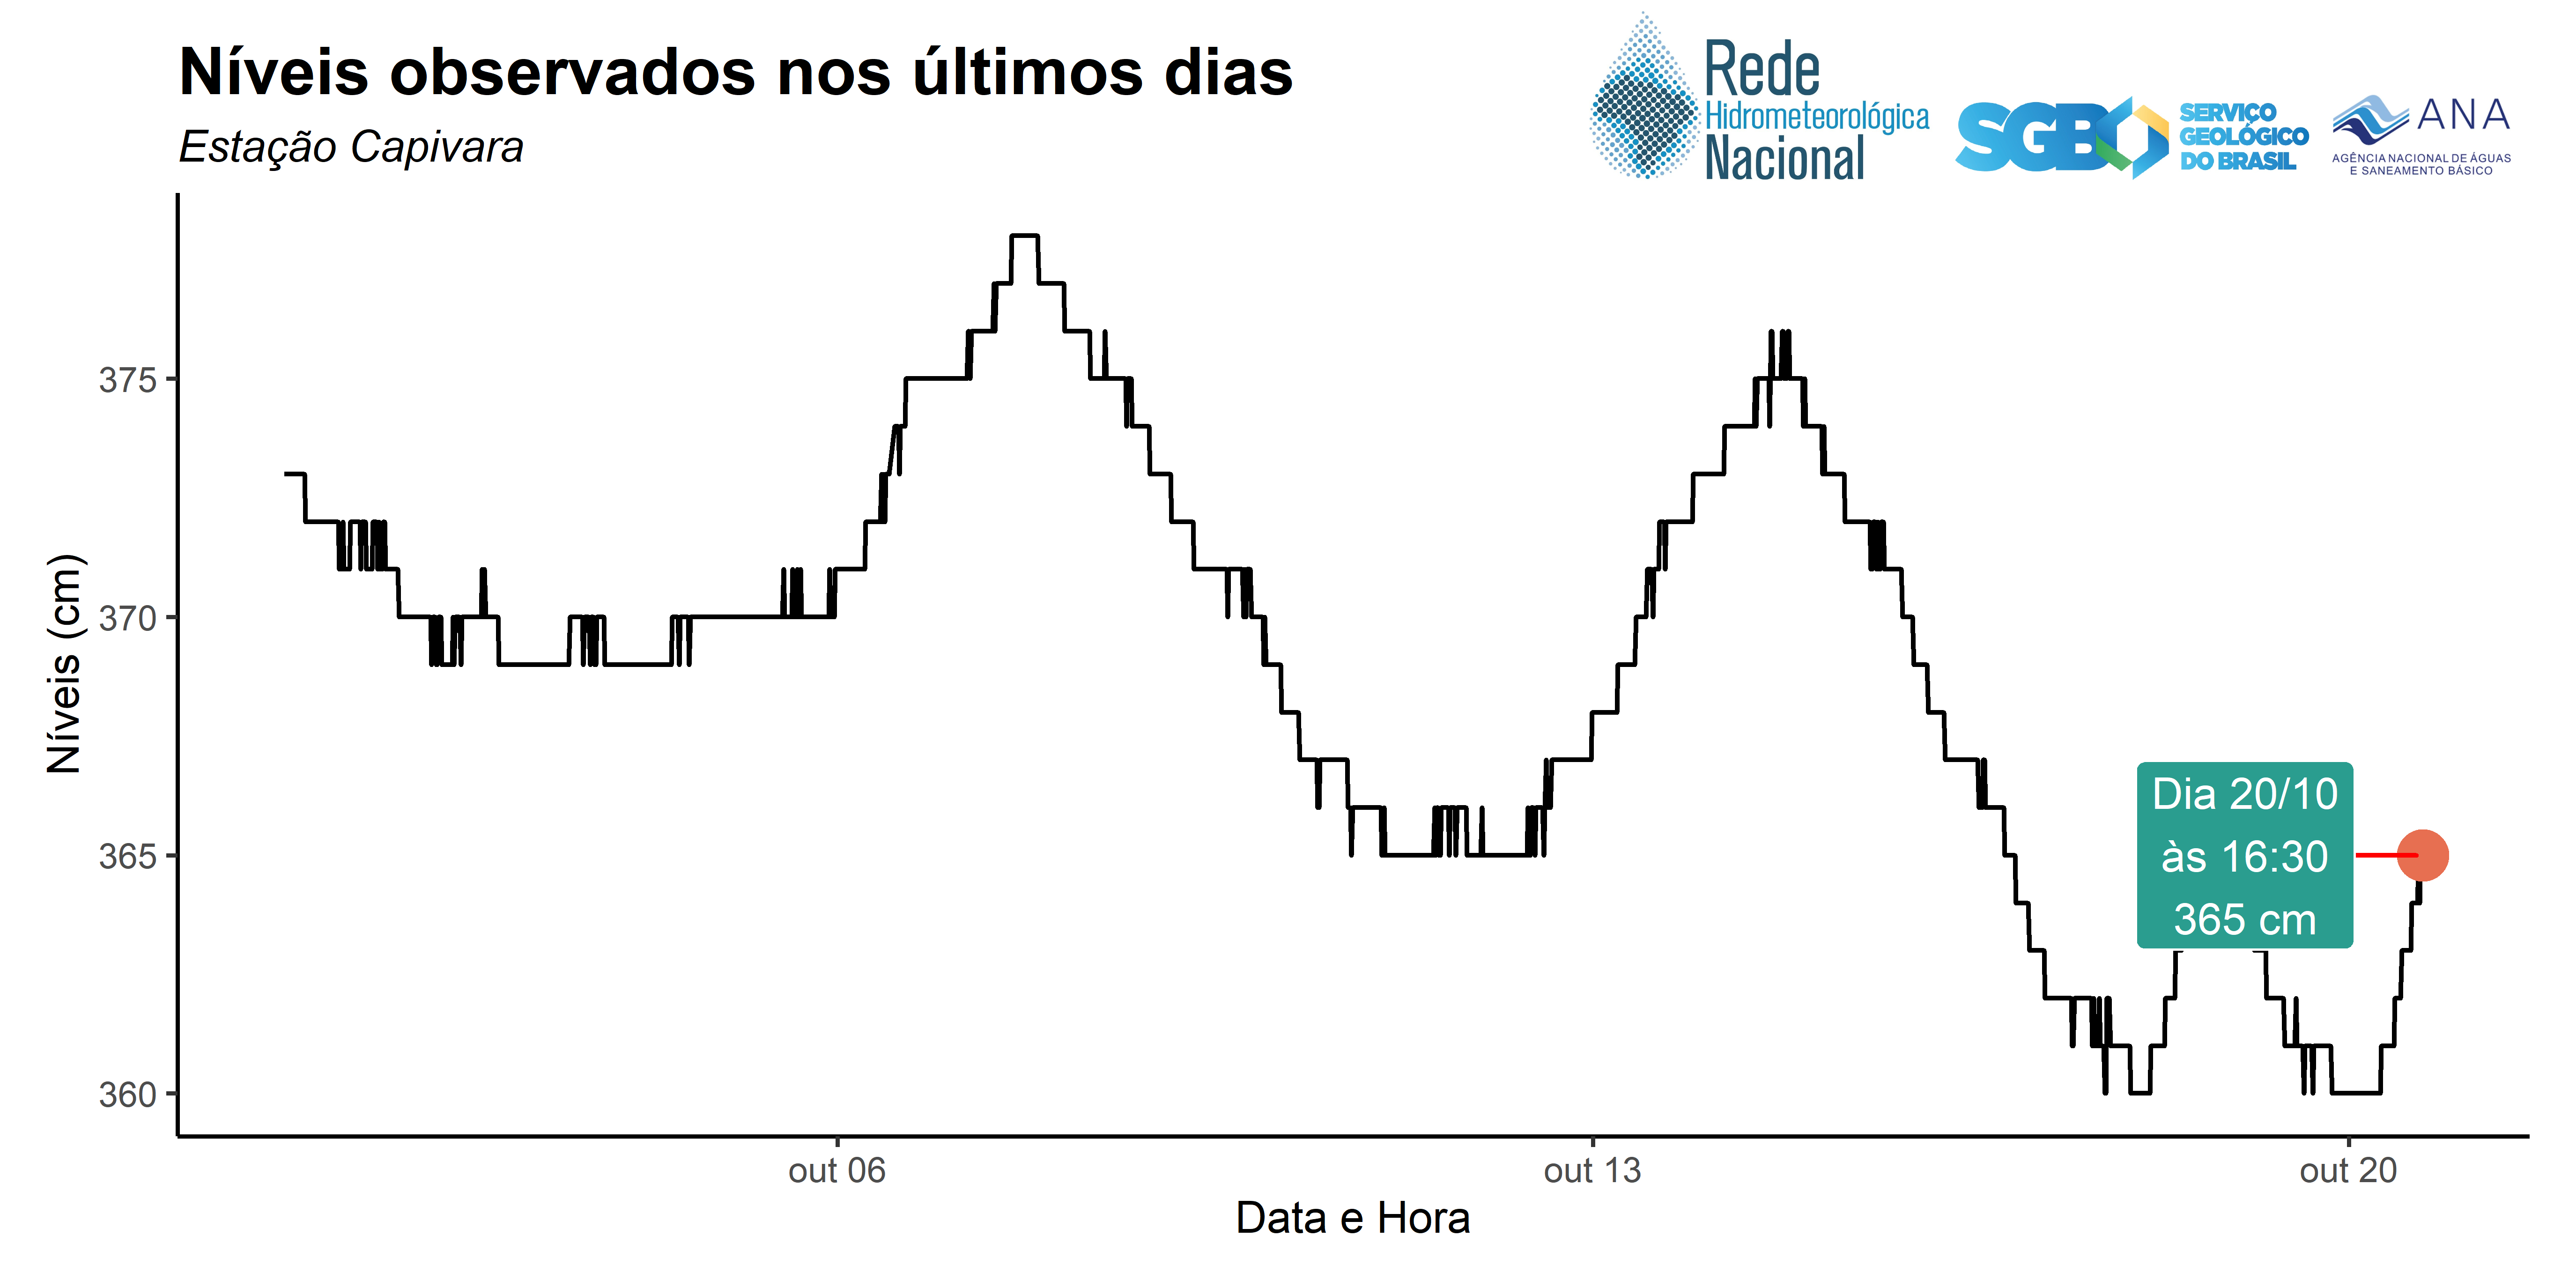 Níveis observados nos últimos dias
Estação Capivara
Rede
Hidrometeorológica
Nacional
SGB
SERVIÇO
GEOLÓGICO
DO BRASIL
ANA
AGÊNCIA NACIONAL DE ÁGUAS
E SANEAMENTO BÁSICO
Níveis (cm)
375
370
365
360
Dia 20/10
às 16:30
365 cm
out 06
out 13
out 20
Data e Hora